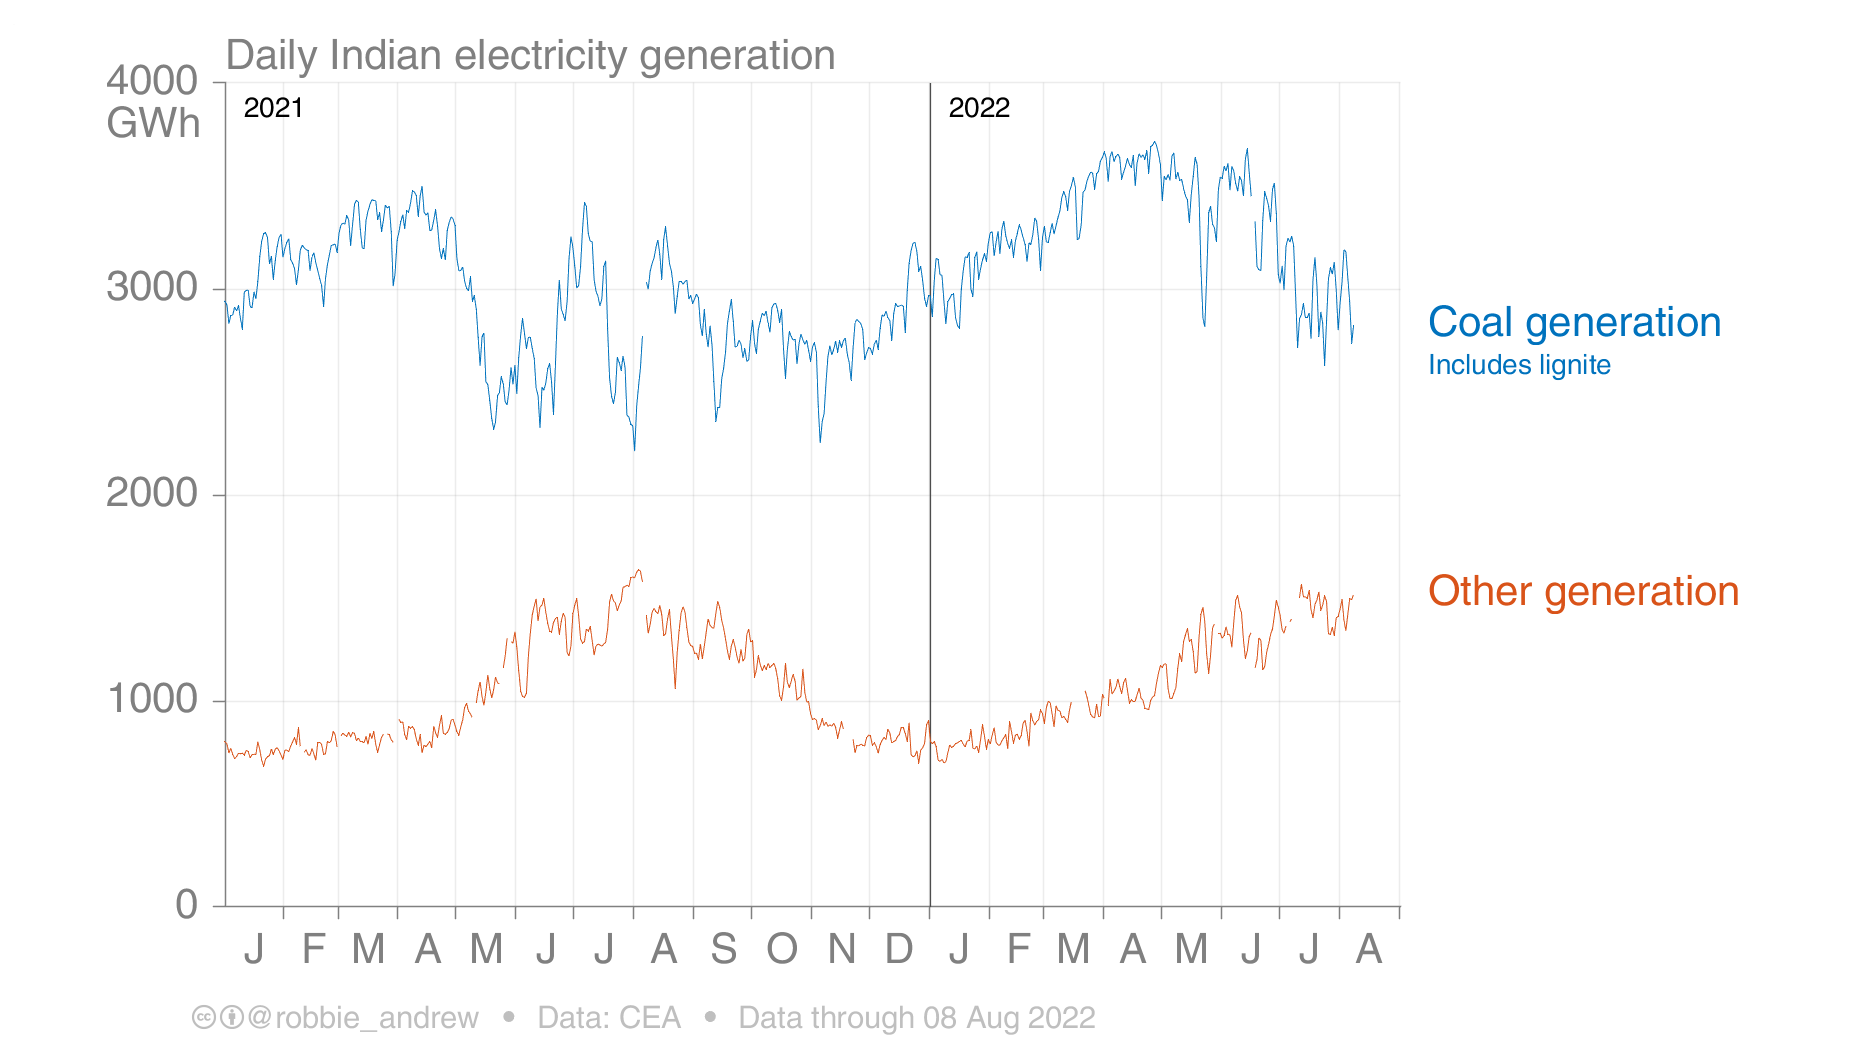 Daily Indian electricity generation
4000
GWh
2021
2022
3000
Coal generation
Includes lignite
2000
Other generation
1000
0
J F M A M J J A S O N D J F M A M J J A
cc @robbie_andrew • Data: CEA • Data through 08 Aug 2022